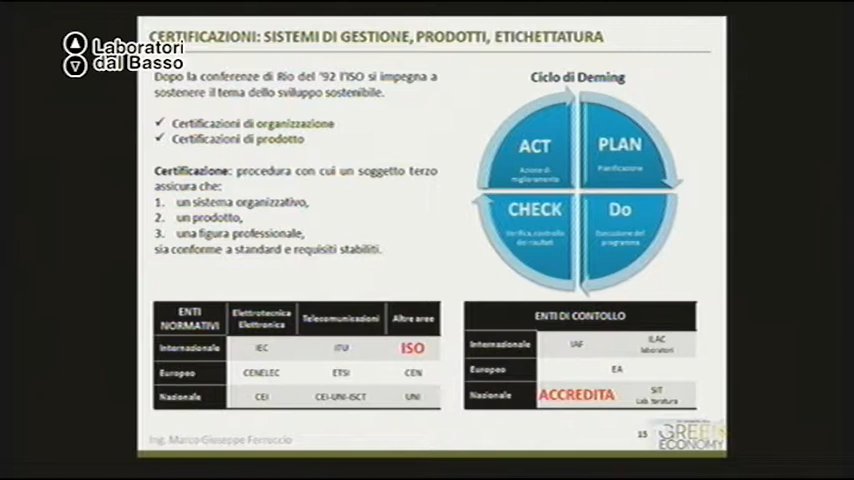 CERTIFICAZIONI: SISTEMI DI GESTIONE, PRODOTTI, ETICHETTATURA
Laboratori
dal Basso
Dopo la conferenze di Rio del '92 l'ISO si impegna a
sostenere il tema dello sviluppo sostenibile.
✓ Certificazioni di organizzazione
✓ Certificazioni di prodotto
Certificazione: procedura con cui un soggetto terzo
assicura che:
1. un sistema organizzativo,
2. un prodotto,
3. una figura professionale,
sia conforme a standard e requisiti stabiliti.
Ciclo di Deming
ACT
Azione di
miglioramento
PLAN
Pianificazione
CHECK
Verifica, controllo
dei risultati
Do
Esecuzione del
programma
ENTI NORMATIVI Elettrotecnica Elettronica Telecomunicazioni Altre aree
Internazionale IEC ITU ISO
Europeo CENELEC ETSI CEN
Nazionale CEI CEI-UNI-ISCT UNI
ENTI DI CONTOLLO
Internazionale IAF ILAC laboratori
Europeo EA
Nazionale ACCREDITA SIT Lab. taratura
Ing. Marco Giuseppe Ferruccio
15
GREEN
ECONOMY